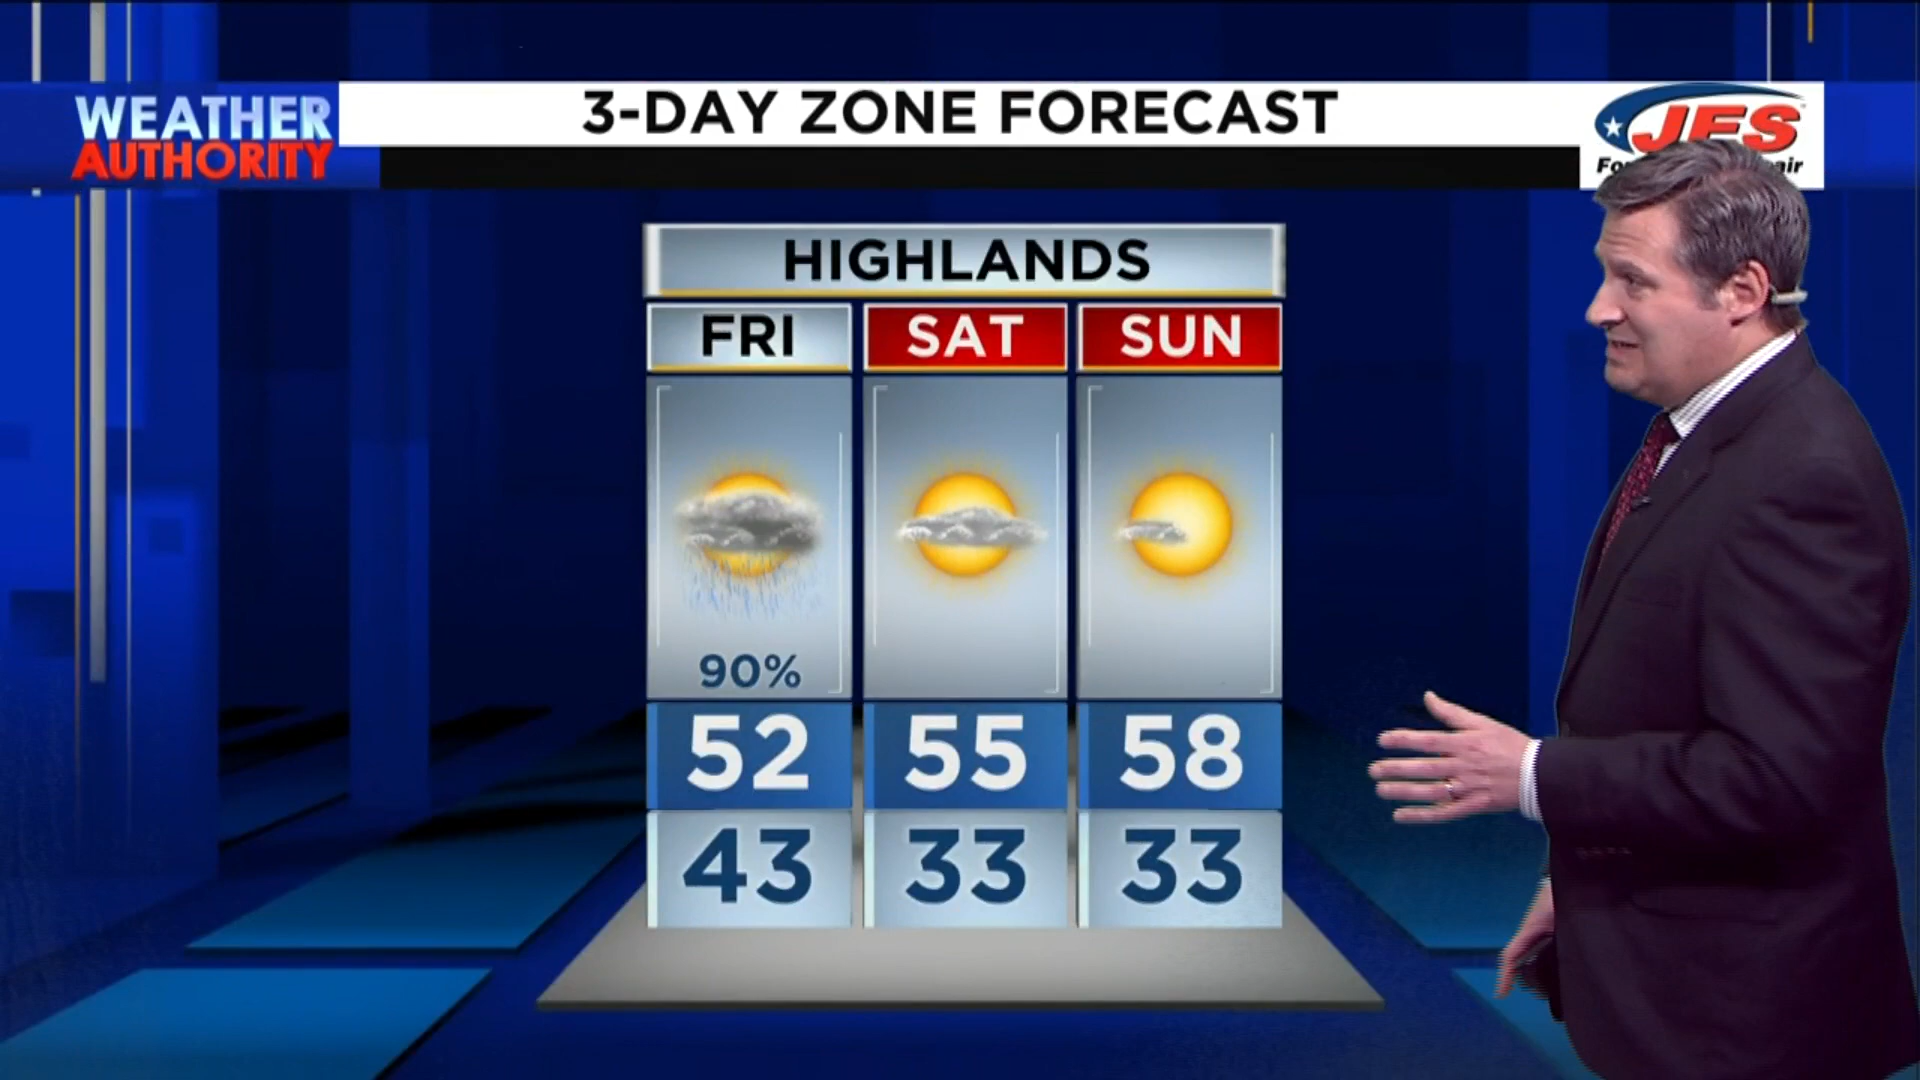 WEATHER
AUTHORITY
3-DAY ZONE FORECAST
JES
HIGHLANDS
FRI SAT SUN
90%
52 55 58
43 33 33